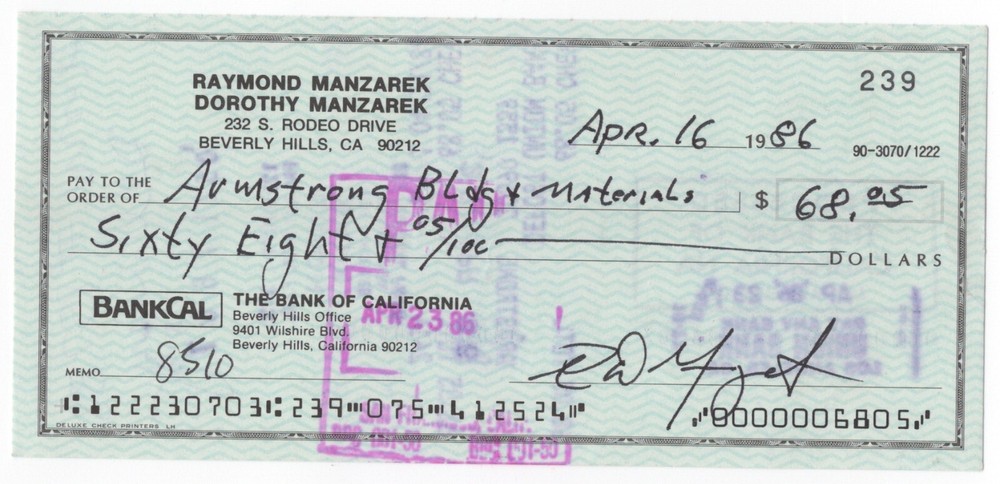 239
RAYMOND MANZAREK
DOROTHY MANZAREK
232 S. RODEO DRIVE
BEVERLY HILLS, CA 90212
Apr. 16 1986
90-3070/1222
PAY TO THE
ORDER OF Armstrong Bldg + Materials $ 68.05
Sixty Eight + 05/100 DOLLARS
BANKCAL
THE BANK OF CALIFORNIA
Beverly Hills Office
9401 Wilshire Blvd.
Beverly Hills, California 90212
PAID
APR 23 86
MEMO 8510
⑆122230703⑆239⑈075⑈412524⑈ ⑈0000006805⑈
DELUXE CHECK PRINTERS LH